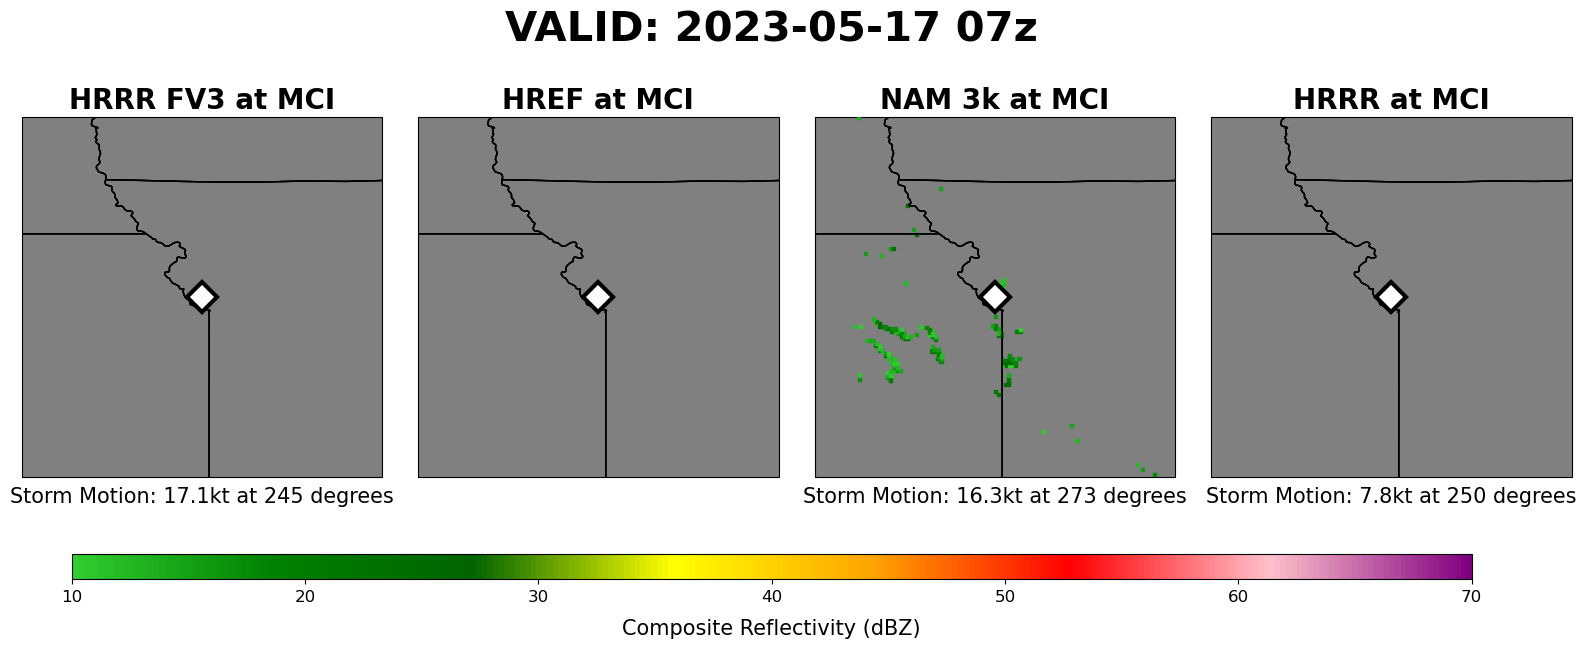 VALID: 2023-05-17 07z
HRRR FV3 at MCI
HREF at MCI
NAM 3k at MCI
HRRR at MCI
Storm Motion: 17.1kt at 245 degrees
Storm Motion: 16.3kt at 273 degrees
Storm Motion: 7.8kt at 250 degrees
10 20 30 40 50 60 70
Composite Reflectivity (dBZ)